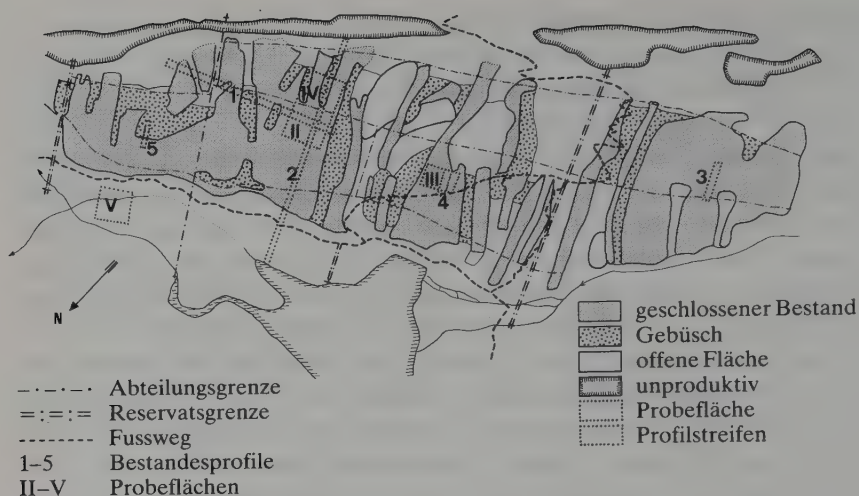 1
IV
II
5
2
III
4
3
V
N
geschlossener Bestand
Gebüsch
offene Fläche
unproduktiv
Probefläche
Profilstreifen
Abteilungsgrenze
Reservatsgrenze
Fussweg
1–5 Bestandesprofile
II–V Probeflächen